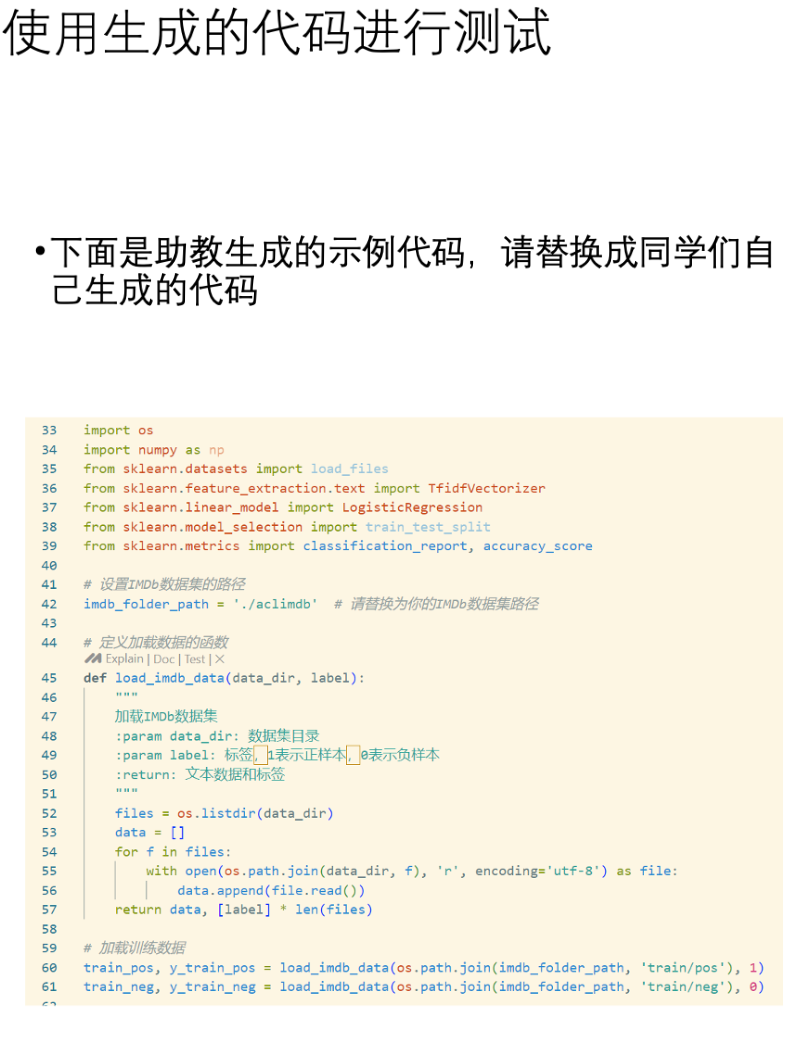 使用生成的代码进行测试
•下面是助教生成的示例代码，请替换成同学们自
己生成的代码
33 import os
34 import numpy as np
35 from sklearn.datasets import load_files
36 from sklearn.feature_extraction.text import TfidfVectorizer
37 from sklearn.linear_model import LogisticRegression
38 from sklearn.model_selection import train_test_split
39 from sklearn.metrics import classification_report, accuracy_score
40
41 # 设置IMDb数据集的路径
42 imdb_folder_path = './aclimdb'  # 请替换为你的IMDb数据集路径
43
44 # 定义加载数据的函数
Explain | Doc | Test | ×
45 def load_imdb_data(data_dir, label):
46     """
47     加载IMDb数据集
48     :param data_dir: 数据集目录
49     :param label: 标签，1表示正样本，0表示负样本
50     :return: 文本数据和标签
51     """
52     files = os.listdir(data_dir)
53     data = []
54     for f in files:
55         with open(os.path.join(data_dir, f), 'r', encoding='utf-8') as file:
56             data.append(file.read())
57     return data, [label] * len(files)
58
59 # 加载训练数据
60 train_pos, y_train_pos = load_imdb_data(os.path.join(imdb_folder_path, 'train/pos'), 1)
61 train_neg, y_train_neg = load_imdb_data(os.path.join(imdb_folder_path, 'train/neg'), 0)